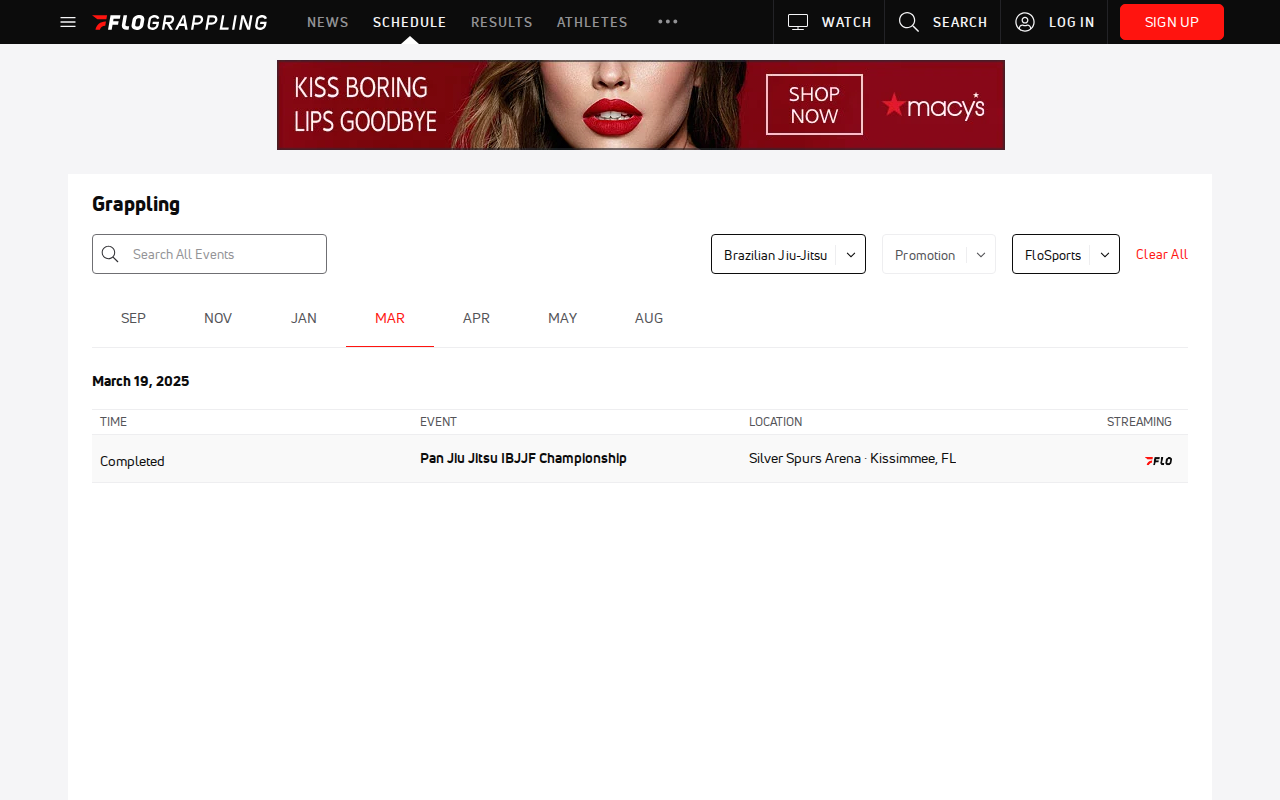 FLOGRAPPLING NEWS SCHEDULE RESULTS ATHLETES ••• WATCH SEARCH LOG IN SIGN UP
KISS BORING
LIPS GOODBYE
SHOP
NOW
macy's
Grappling
Search All Events
Brazilian Jiu-Jitsu
Promotion
FloSports
Clear All
SEP NOV JAN MAR APR MAY AUG
March 19, 2025
TIME EVENT LOCATION STREAMING
Completed Pan Jiu Jitsu IBJJF Championship Silver Spurs Arena · Kissimmee, FL FLO